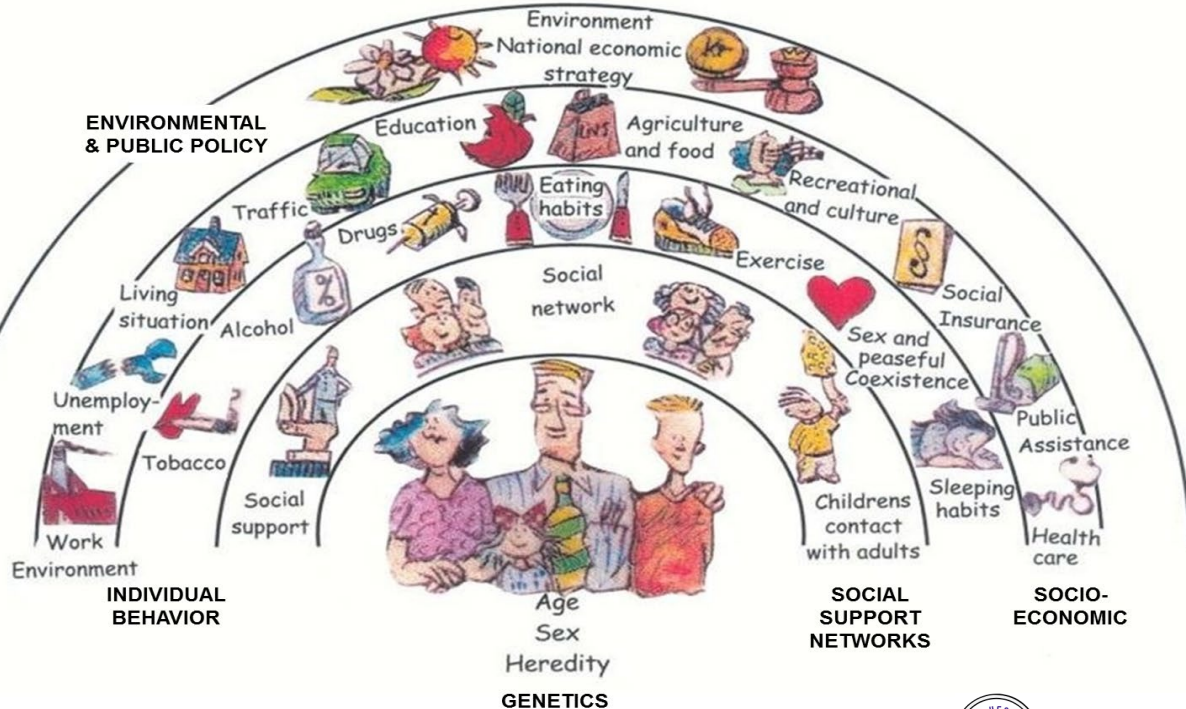 Environment
National economic
strategy
ENVIRONMENTAL
& PUBLIC POLICY
Education
Agriculture
and food
Traffic
Recreational
and culture
Living
situation
Social
Insurance
Unemploy-
ment
Public
Assistance
Work
Environment
Health
care
Drugs
Eating
habits
Exercise
Alcohol
%
Sex and
peaseful
Coexistence
Tobacco
Sleeping
habits
Social
network
Social
support
Childrens
contact
with adults
Age
Sex
Heredity
INDIVIDUAL
BEHAVIOR
SOCIAL
SUPPORT
NETWORKS
SOCIO-
ECONOMIC
GENETICS